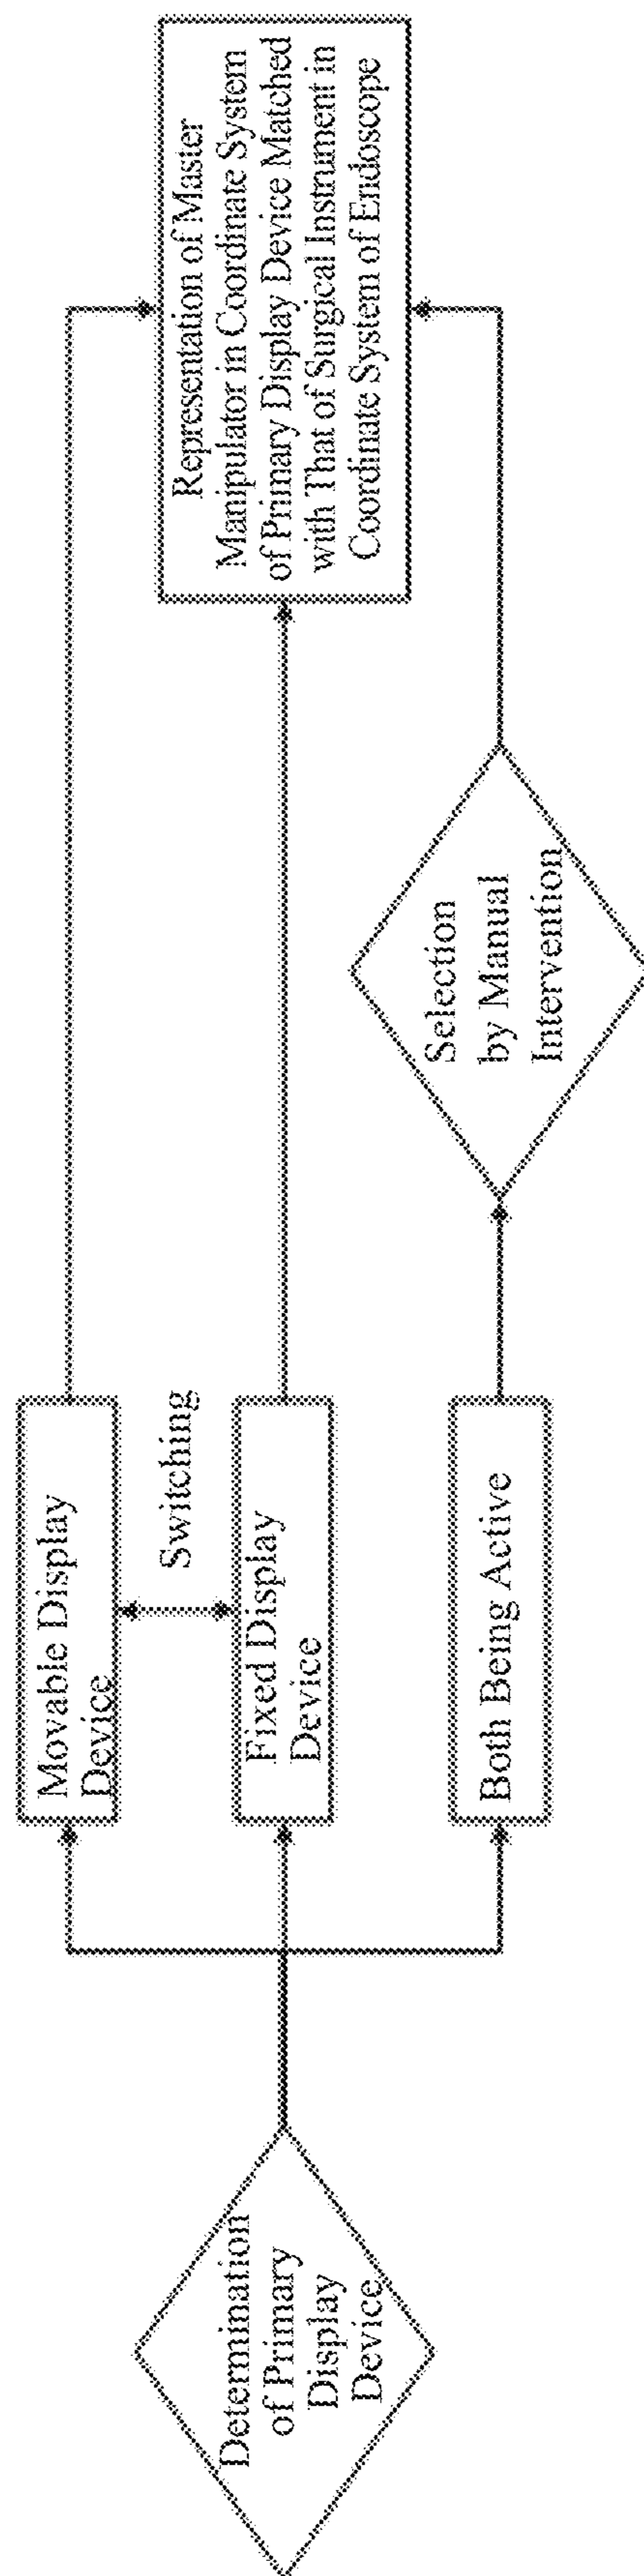 Determination
of Primary
Display
Device
Movable Display
Device
Switching
Fixed Display
Device
Both Being Active
Selection
by Manual
Intervention
Representation of Master
Manipulator in Coordinate System
of Primary Display Device Matched
with That of Surgical Instrument in
Coordinate System of Endoscope